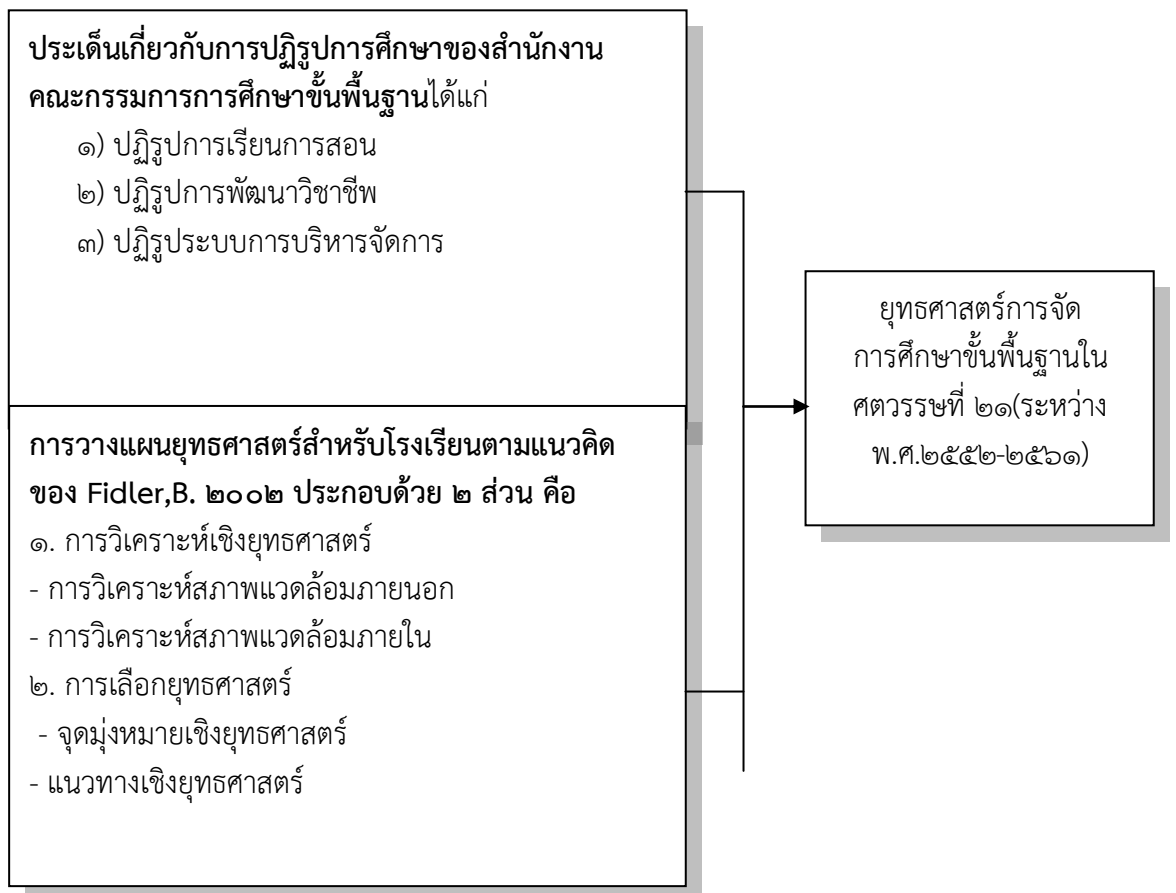 ประเด็นเกี่ยวกับการปฏิรูปการศึกษาของสำนักงาน
คณะกรรมการการศึกษาขั้นพื้นฐานได้แก่
๑) ปฏิรูปการเรียนการสอน
๒) ปฏิรูปการพัฒนาวิชาชีพ
๓) ปฏิรูประบบการบริหารจัดการ
การวางแผนยุทธศาสตร์สำหรับโรงเรียนตามแนวคิด
ของ Fidler,B. ๒๐๐๒ ประกอบด้วย ๒ ส่วน คือ
๑. การวิเคราะห์เชิงยุทธศาสตร์
- การวิเคราะห์สภาพแวดล้อมภายนอก
- การวิเคราะห์สภาพแวดล้อมภายใน
๒. การเลือกยุทธศาสตร์
- จุดมุ่งหมายเชิงยุทธศาสตร์
- แนวทางเชิงยุทธศาสตร์
ยุทธศาสตร์การจัด
การศึกษาขั้นพื้นฐานใน
ศตวรรษที่ ๒๑(ระหว่าง
พ.ศ.๒๕๕๒-๒๕๖๑)